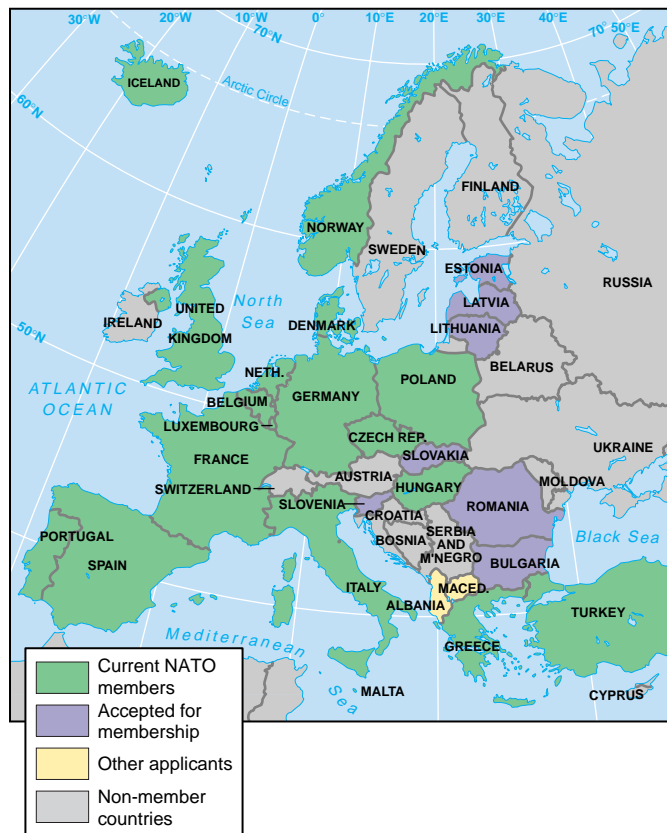 30°W
20°W
70°N
10°W
0°
10°E
20°E
30°E
70°
50°E
ICELAND
Arctic Circle
60°N
FINLAND
NORWAY
SWEDEN
ESTONIA
RUSSIA
North
Sea
LATVIA
UNITED
KINGDOM
IRELAND
DENMARK
LITHUANIA
50°N
NETH.
BELARUS
POLAND
ATLANTIC
OCEAN
GERMANY
BELGIUM
LUXEMBOURG
CZECH REP.
UKRAINE
SLOVAKIA
FRANCE
AUSTRIA
MOLDOVA
SWITZERLAND
HUNGARY
SLOVENIA
ROMANIA
CROATIA
PORTUGAL
BOSNIA
SERBIA
AND
M'NEGRO
Black Sea
SPAIN
BULGARIA
ITALY
MACED.
ALBANIA
TURKEY
Mediterranean
Sea
GREECE
MALTA
CYPRUS
Current NATO
members
Accepted for
membership
Other applicants
Non-member
countries